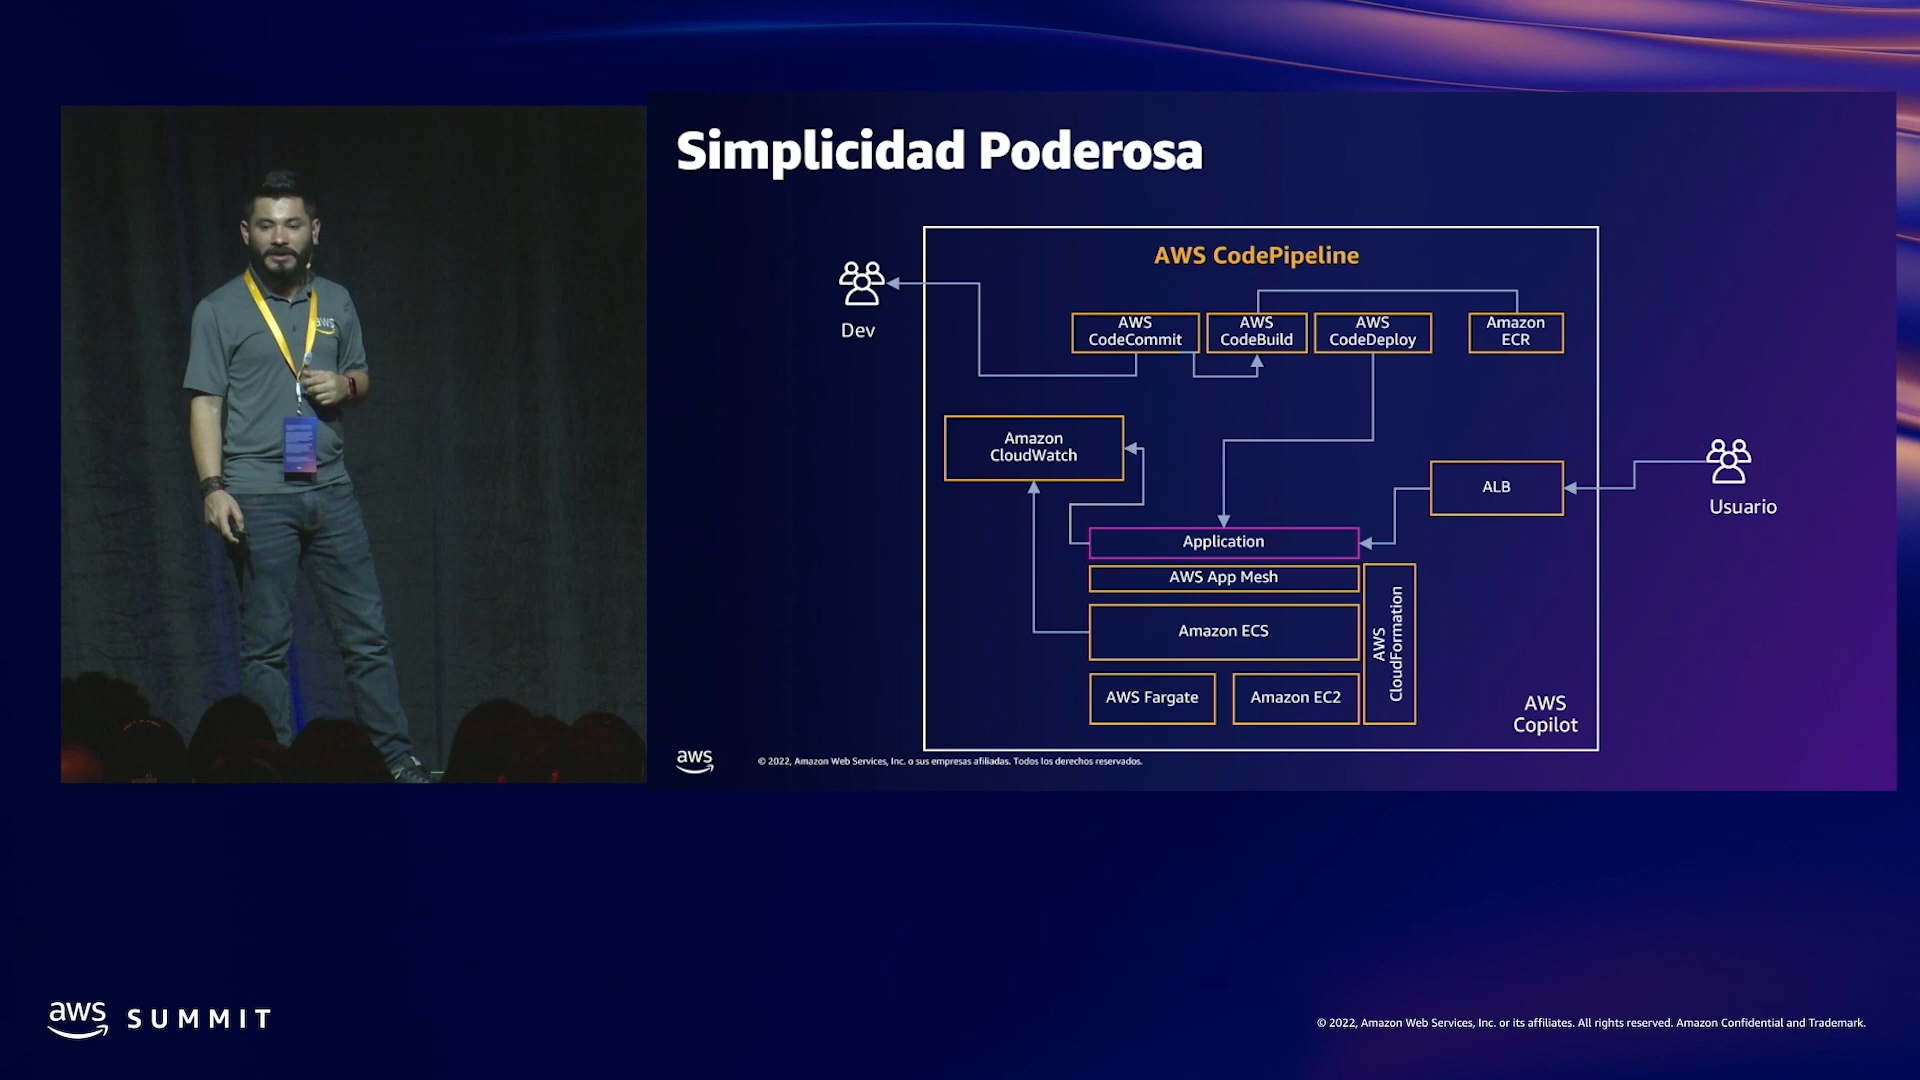 Simplicidad Poderosa
AWS CodePipeline
Dev
AWS
CodeCommit
AWS
CodeBuild
AWS
CodeDeploy
Amazon
ECR
Amazon
CloudWatch
ALB
Usuario
Application
AWS App Mesh
Amazon ECS
AWS
CloudFormation
AWS Fargate
Amazon EC2
AWS
Copilot
aws
© 2022, Amazon Web Services, Inc. o sus empresas afiliadas. Todos los derechos reservados.
aws
aws SUMMIT
© 2022, Amazon Web Services, Inc. or its affiliates. All rights reserved. Amazon Confidential and Trademark.